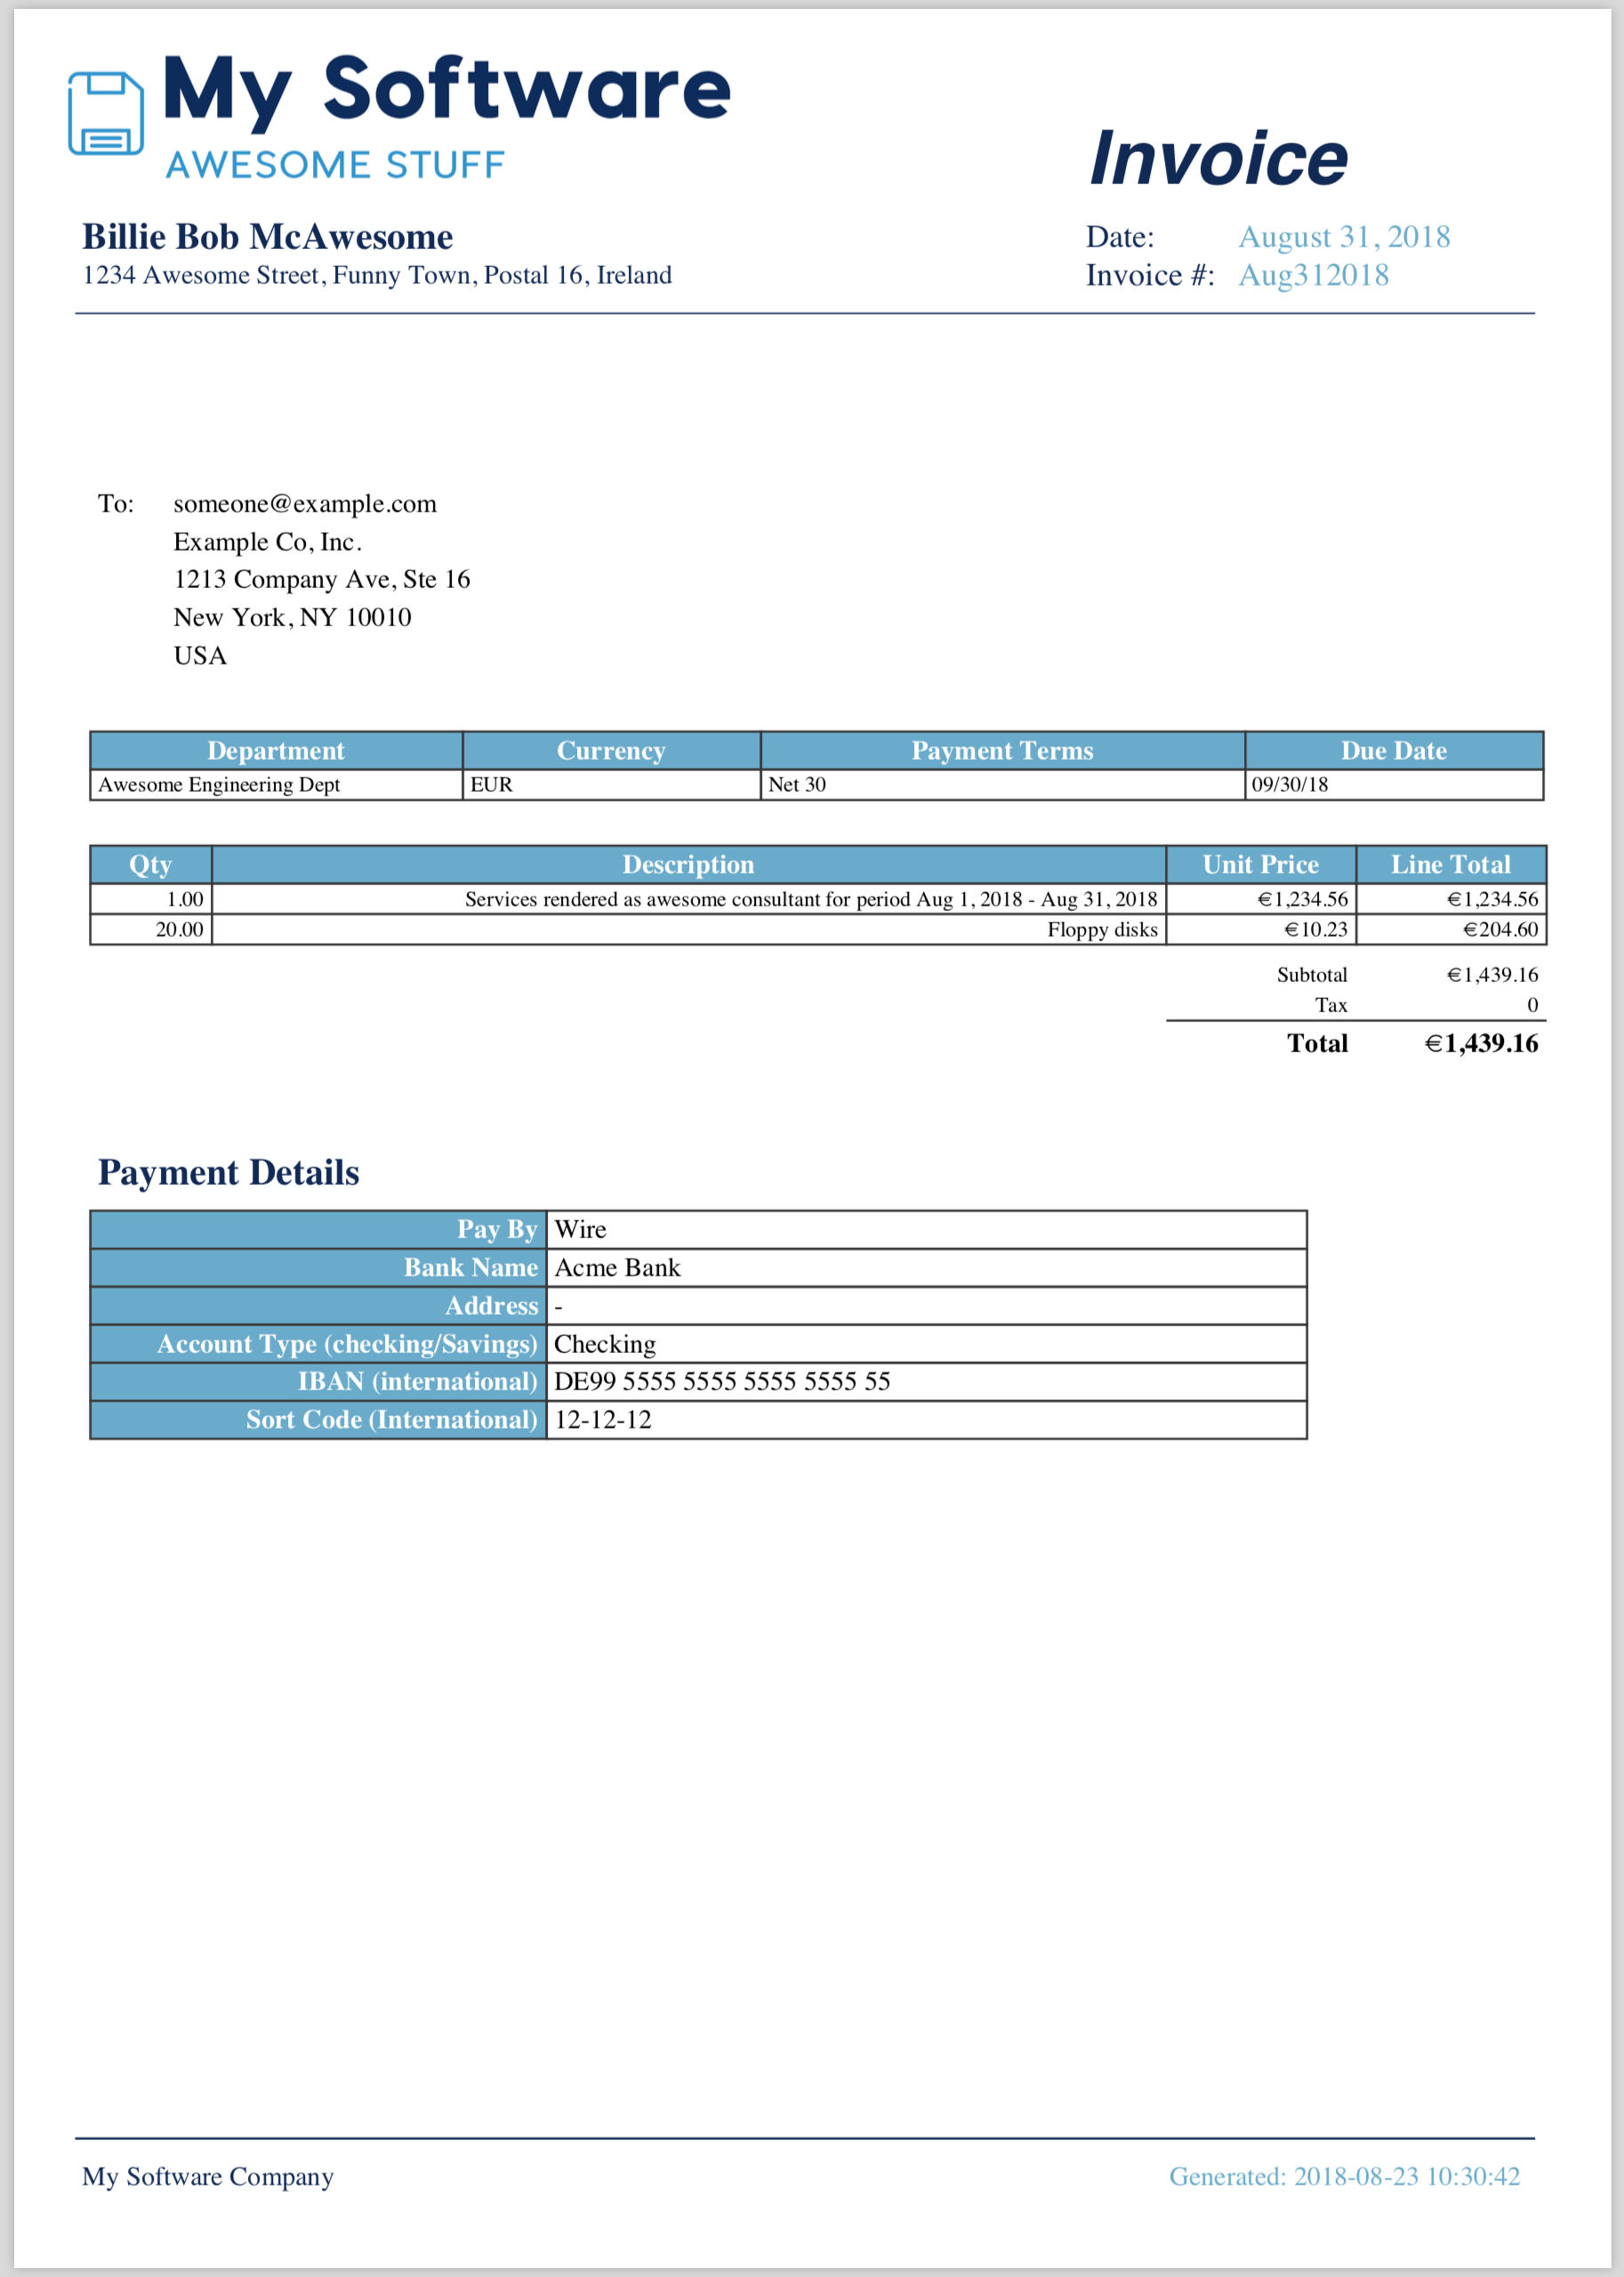 My Software
AWESOME STUFF
Invoice
Billie Bob McAwesome
1234 Awesome Street, Funny Town, Postal 16, Ireland
Date: August 31, 2018
Invoice #: Aug312018
To: someone@example.com
Example Co, Inc.
1213 Company Ave, Ste 16
New York, NY 10010
USA
Department Currency Payment Terms Due Date
Awesome Engineering Dept EUR Net 30 09/30/18
Qty Description Unit Price Line Total
1.00 Services rendered as awesome consultant for period Aug 1, 2018 - Aug 31, 2018 €1,234.56 €1,234.56
20.00 Floppy disks €10.23 €204.60
Subtotal €1,439.16
Tax 0
Total €1,439.16
Payment Details
Pay By Wire
Bank Name Acme Bank
Address -
Account Type (checking/Savings) Checking
IBAN (international) DE99 5555 5555 5555 5555 55
Sort Code (International) 12-12-12
My Software Company Generated: 2018-08-23 10:30:42